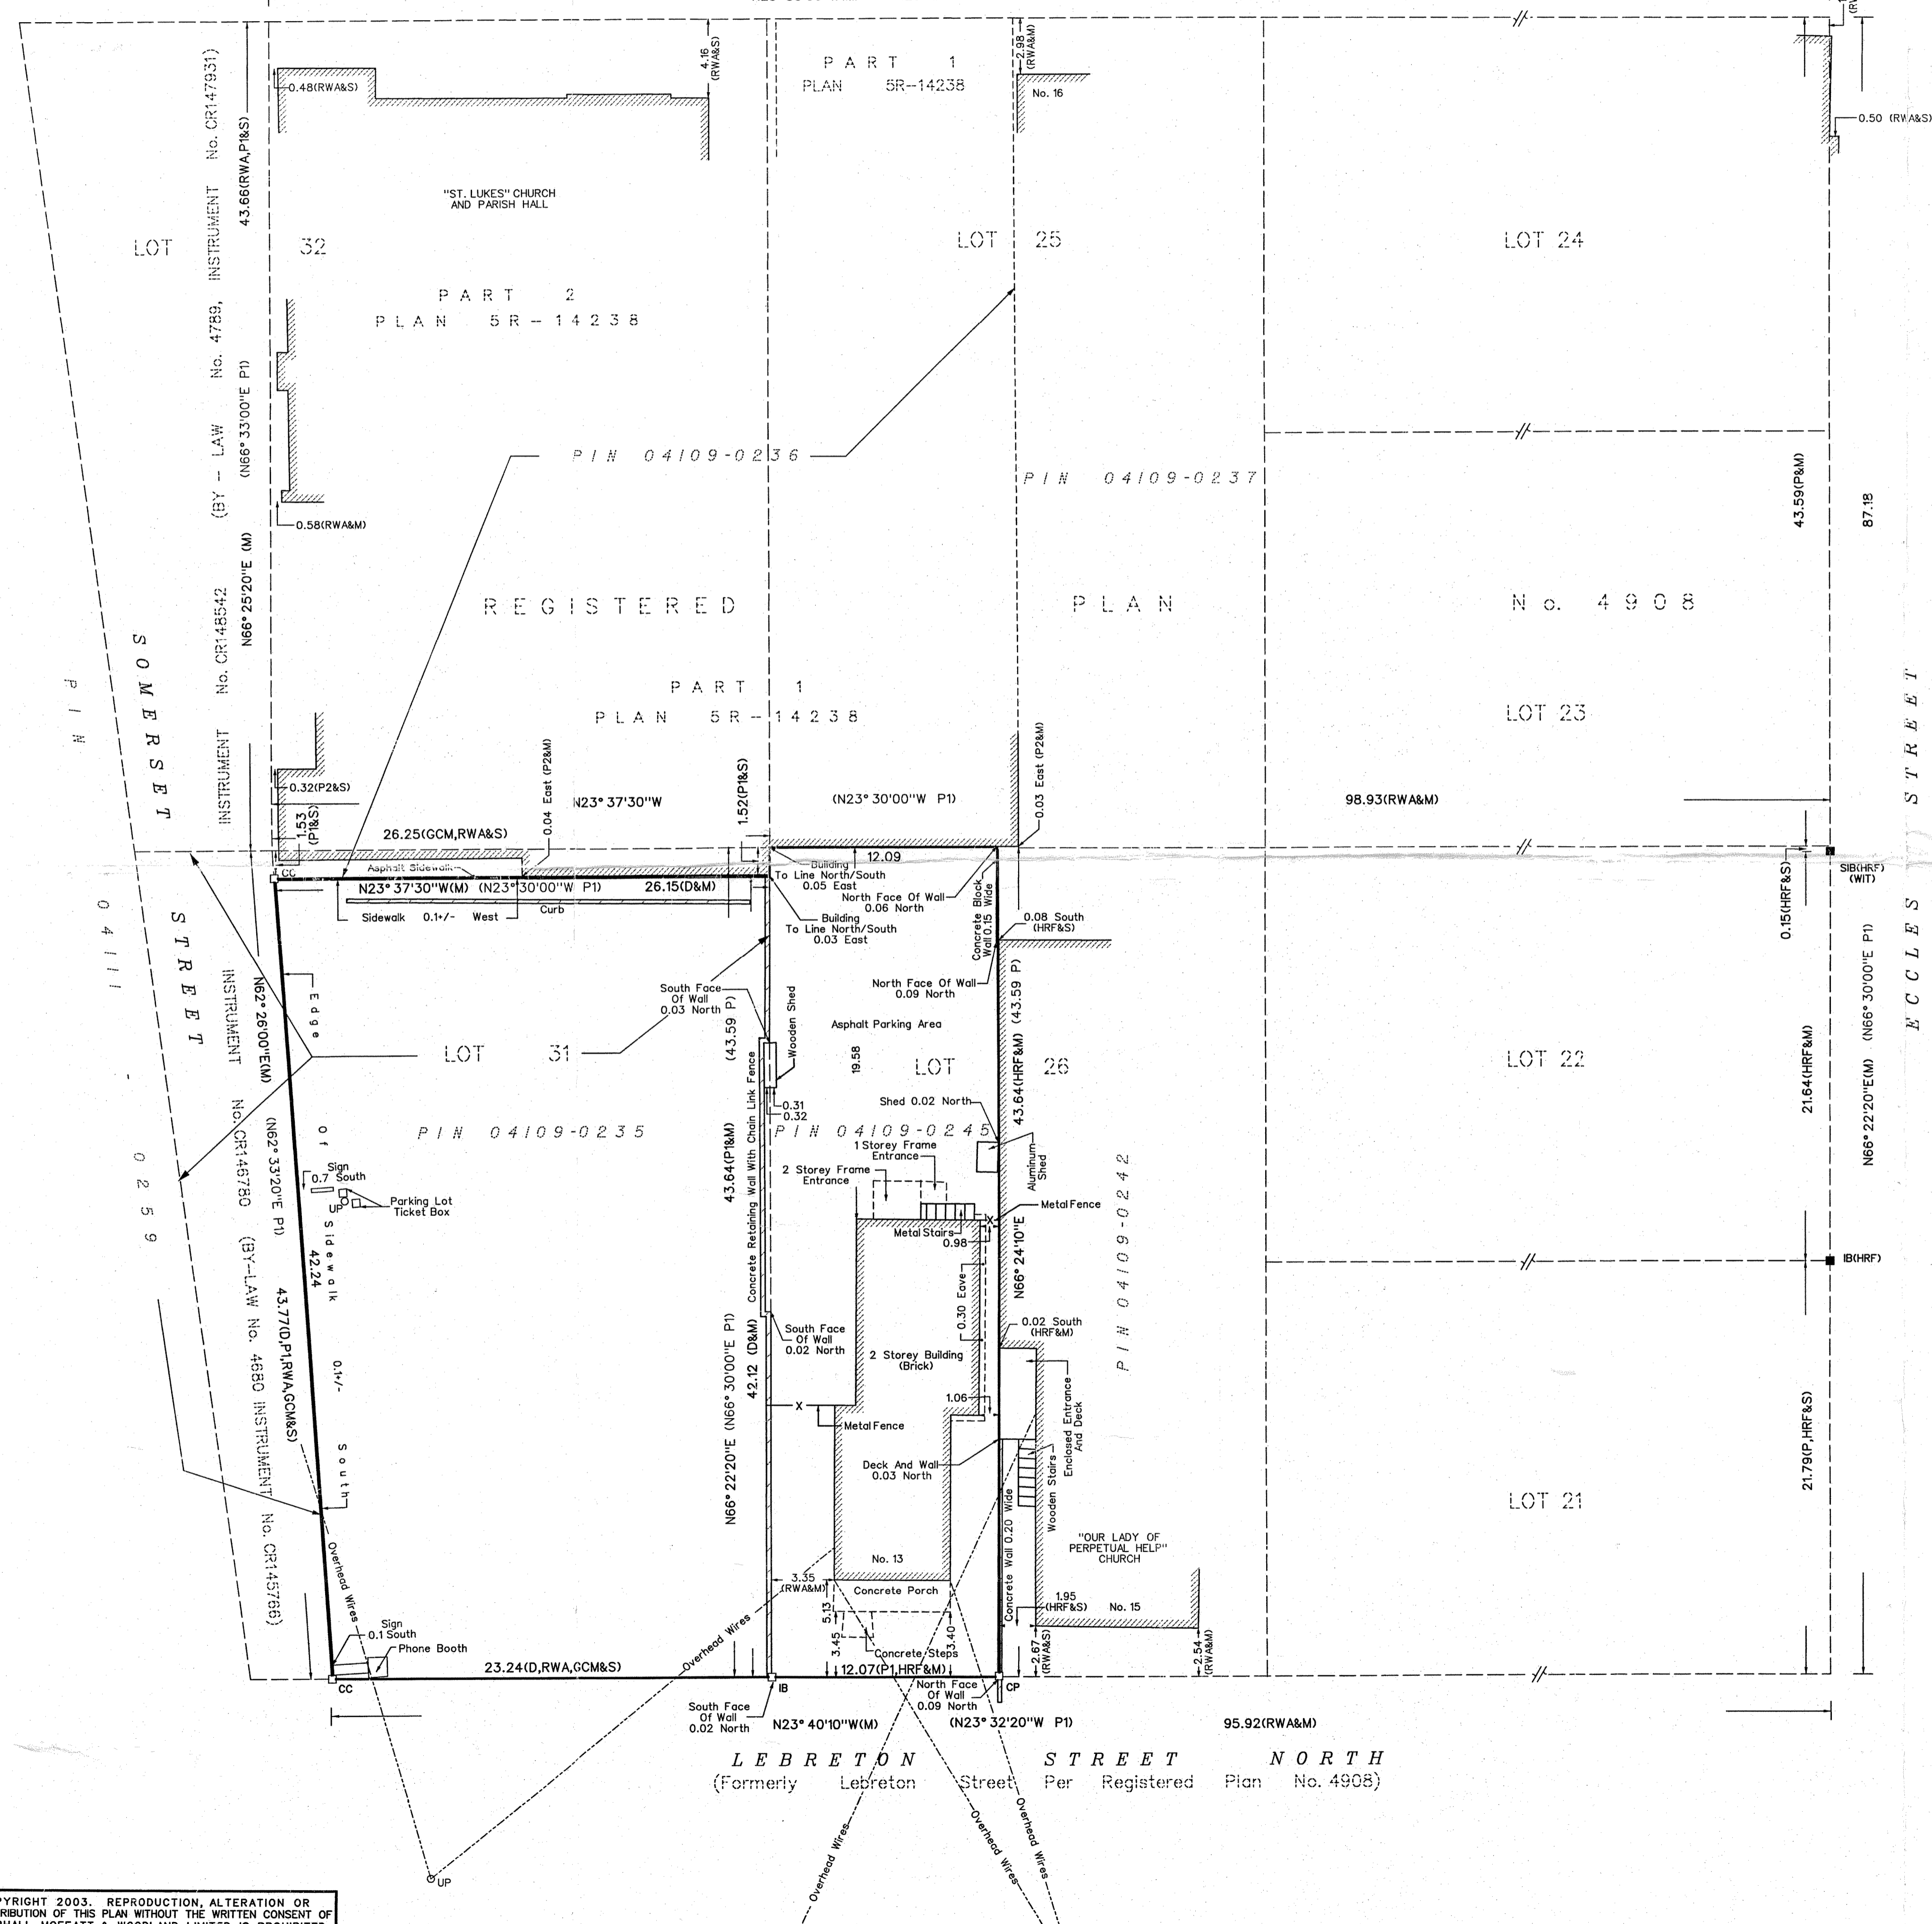 4.16
(RWA&S)
2.98
(RWA&M)
PART 1
PLAN 5R-14238
0.48(RWA&S)
No. 16
0.50 (RWA&S)
43.66(RWA,P1&S)
(BY -- LAW No. 4789, INSTRUMENT No. CR147931)
"ST. LUKES" CHURCH
AND PARISH HALL
LOT 32
LOT 25
LOT 24
PART 2
PLAN 5R-14238
(N66° 33'00"E P1)
N66° 25'20"E (M)
INSTRUMENT No. CR148542
PIN 04109-0236
PIN 04109-0237
0.58(RWA&M)
43.59(P&M)
87.18
REGISTERED PLAN No. 4908
SOMERSET STREET
PIN 04111 - 0259
PART 1
PLAN 5R-14238
LOT 23
ECCLES STREET
0.32(P2&S)
1.53
(P1&S)
0.04 East (P2&M)
N23° 37'30"W
1.52(P1&S)
(N23° 30'00"W P1)
0.03 East (P2&M)
98.93(RWA&M)
26.25(GCM,RWA&S)
Asphalt Sidewalk
CC
N23° 37'30"W(M) (N23° 30'00"W P1) 26.15(D&M)
Sidewalk 0.1+/- West
Curb
Building
To Line North/South
0.05 East
12.09
North Face Of Wall
0.06 North
Building
To Line North/South
0.03 East
Concrete Block
Wall 0.15 Wide
0.08 South
(HRF&S)
SIB(HRF)
(WIT)
0.15(HRF&S)
South Face
Of Wall
0.03 North
Wooden Shed
North Face Of Wall
0.09 North
Asphalt Parking Area
19.58
(43.59 P)
43.64(HRF&M) (43.59 P)
N62° 26'00"E(M)
(N62° 33'20"E P1)
43.77(D,P1,RWA,GCM&S)
INSTRUMENT No. CR146780 (BY-LAW No. 4680 INSTRUMENT No. CR145766)
Edge Of Sidewalk 0.1+/- South
42.24
LOT 31
LOT 26
LOT 22
21.64(HRF&M)
N66° 22'20"E(M) (N66° 30'00"E P1)
0.31
0.32
Shed 0.02 North
PIN 04109-0235
PIN 04109-0245
PIN 04109-0242
1 Storey Frame
Entrance
2 Storey Frame
Entrance
Aluminum
Shed
Sign
0.7 South
UP
Parking Lot
Ticket Box
43.64(P1&M)
Concrete Retaining Wall With Chain Link Fence
Metal Fence
X
Metal Stairs
0.98
N66° 24'10"E
IB(HRF)
0.30 Eave
South Face
Of Wall
0.02 North
0.02 South
(HRF&M)
2 Storey Building
(Brick)
N66° 22'20"E (N66° 30'00"E P1)
42.12 (D&M)
1.06
X
Metal Fence
Enclosed Entrance
And Deck
Deck And Wall
0.03 North
Wooden Stairs
Concrete Wall 0.20 Wide
21.79(P,HRF&S)
LOT 21
"OUR LADY OF
PERPETUAL HELP"
CHURCH
No. 13
Concrete Porch
3.35
(RWA&M)
5.13
3.45
3.40
Concrete Steps
1.95
(HRF&S)
No. 15
2.67
(RWA&S)
2.54
(RWA&M)
Overhead Wires
Overhead Wires
Sign
0.1 South
Phone Booth
CC
23.24(D,RWA,GCM&S)
12.07(P1,HRF&M)
IB
CP
South Face
Of Wall
0.02 North
North Face
Of Wall
0.09 North
N23° 40'10"W(M) (N23° 32'20"W P1) 95.92(RWA&M)
LEBRETON STREET NORTH
(Formerly Lebreton Street Per Registered Plan No. 4908)
Overhead Wires
Overhead Wires
Overhead Wires
UP
PYRIGHT 2003. REPRODUCTION, ALTERATION OR
TRIBUTION OF THIS PLAN WITHOUT THE WRITTEN CONSENT OF